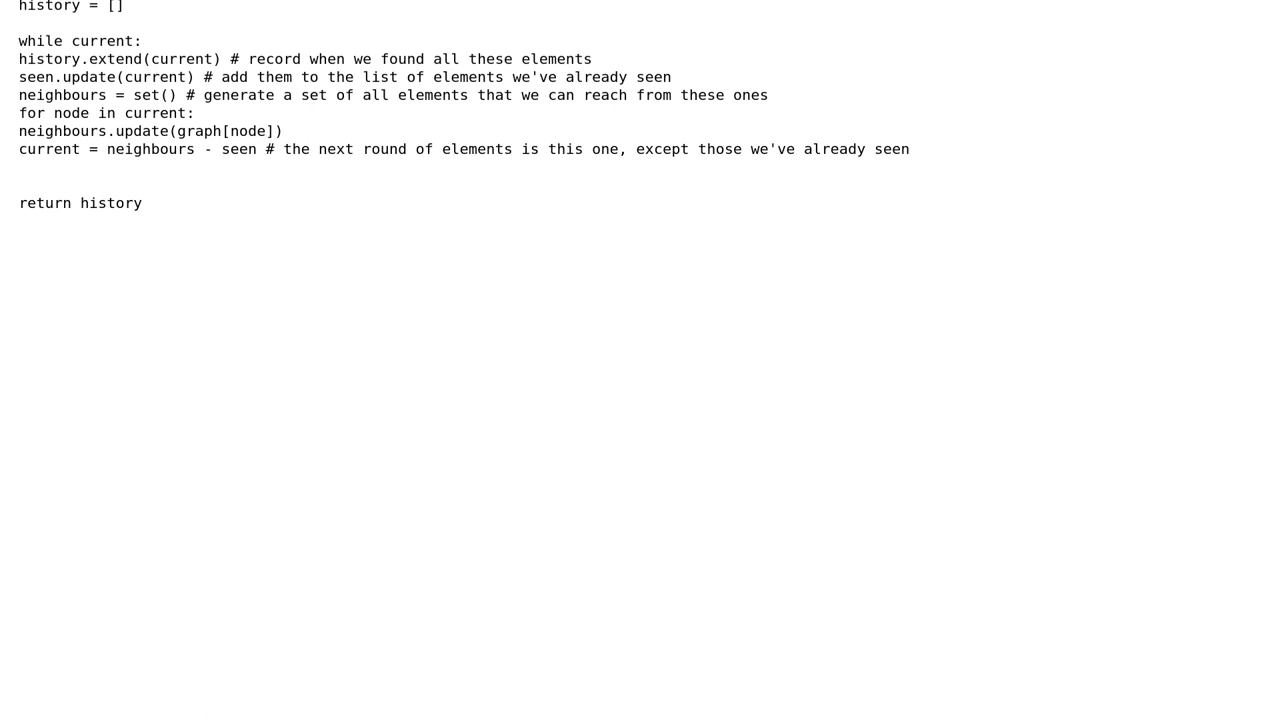 history = []
while current:
history.extend(current) # record when we found all these elements
seen.update(current) # add them to the list of elements we've already seen
neighbours = set() # generate a set of all elements that we can reach from these ones
for node in current:
neighbours.update(graph[node])
current = neighbours - seen # the next round of elements is this one, except those we've already seen
return history